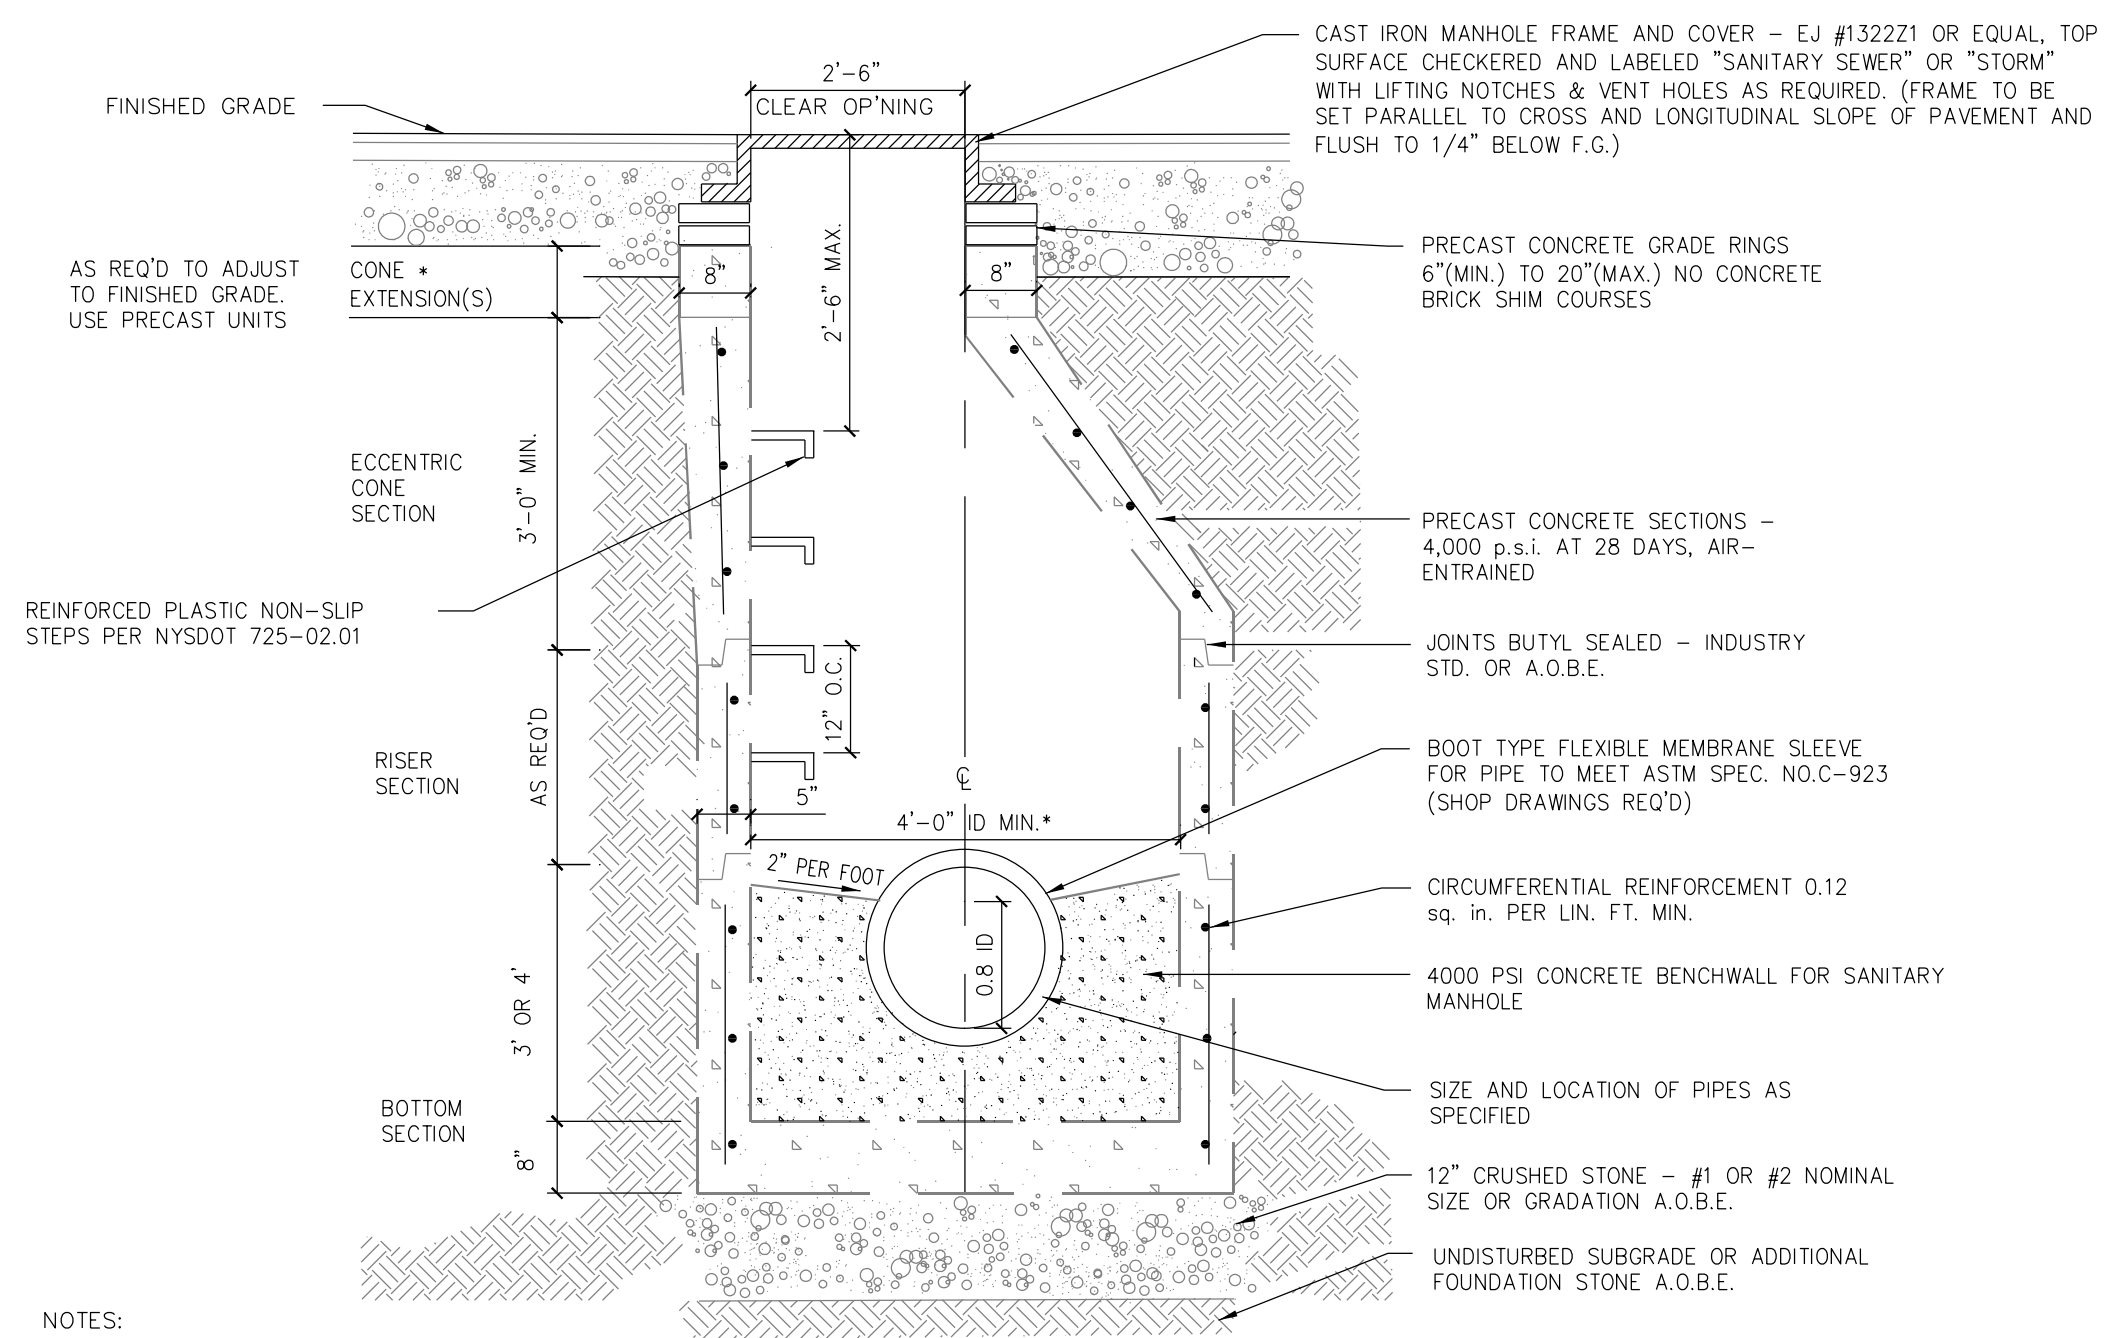 CAST IRON MANHOLE FRAME AND COVER – EJ #1322Z1 OR EQUAL, TOP
SURFACE CHECKERED AND LABELED "SANITARY SEWER" OR "STORM"
WITH LIFTING NOTCHES & VENT HOLES AS REQUIRED. (FRAME TO BE
SET PARALLEL TO CROSS AND LONGITUDINAL SLOPE OF PAVEMENT AND
FLUSH TO 1/4" BELOW F.G.)
2'-6"
CLEAR OP'NING
FINISHED GRADE
PRECAST CONCRETE GRADE RINGS
6"(MIN.) TO 20"(MAX.) NO CONCRETE
BRICK SHIM COURSES
AS REQ'D TO ADJUST
TO FINISHED GRADE.
USE PRECAST UNITS
CONE *
EXTENSION(S)
8"
8"
2'-6" MAX.
ECCENTRIC
CONE
SECTION
3'-0" MIN.
PRECAST CONCRETE SECTIONS –
4,000 p.s.i. AT 28 DAYS, AIR-
ENTRAINED
REINFORCED PLASTIC NON-SLIP
STEPS PER NYSDOT 725-02.01
JOINTS BUTYL SEALED – INDUSTRY
STD. OR A.O.B.E.
12" O.C.
RISER
SECTION
AS REQ'D
BOOT TYPE FLEXIBLE MEMBRANE SLEEVE
FOR PIPE TO MEET ASTM SPEC. NO.C-923
(SHOP DRAWINGS REQ'D)
℄
5"
4'-0" ID MIN.*
2" PER FOOT
CIRCUMFERENTIAL REINFORCEMENT 0.12
sq. in. PER LIN. FT. MIN.
0.8 ID
4000 PSI CONCRETE BENCHWALL FOR SANITARY
MANHOLE
3' OR 4'
SIZE AND LOCATION OF PIPES AS
SPECIFIED
BOTTOM
SECTION
8"
12" CRUSHED STONE – #1 OR #2 NOMINAL
SIZE OR GRADATION A.O.B.E.
UNDISTURBED SUBGRADE OR ADDITIONAL
FOUNDATION STONE A.O.B.E.
NOTES: